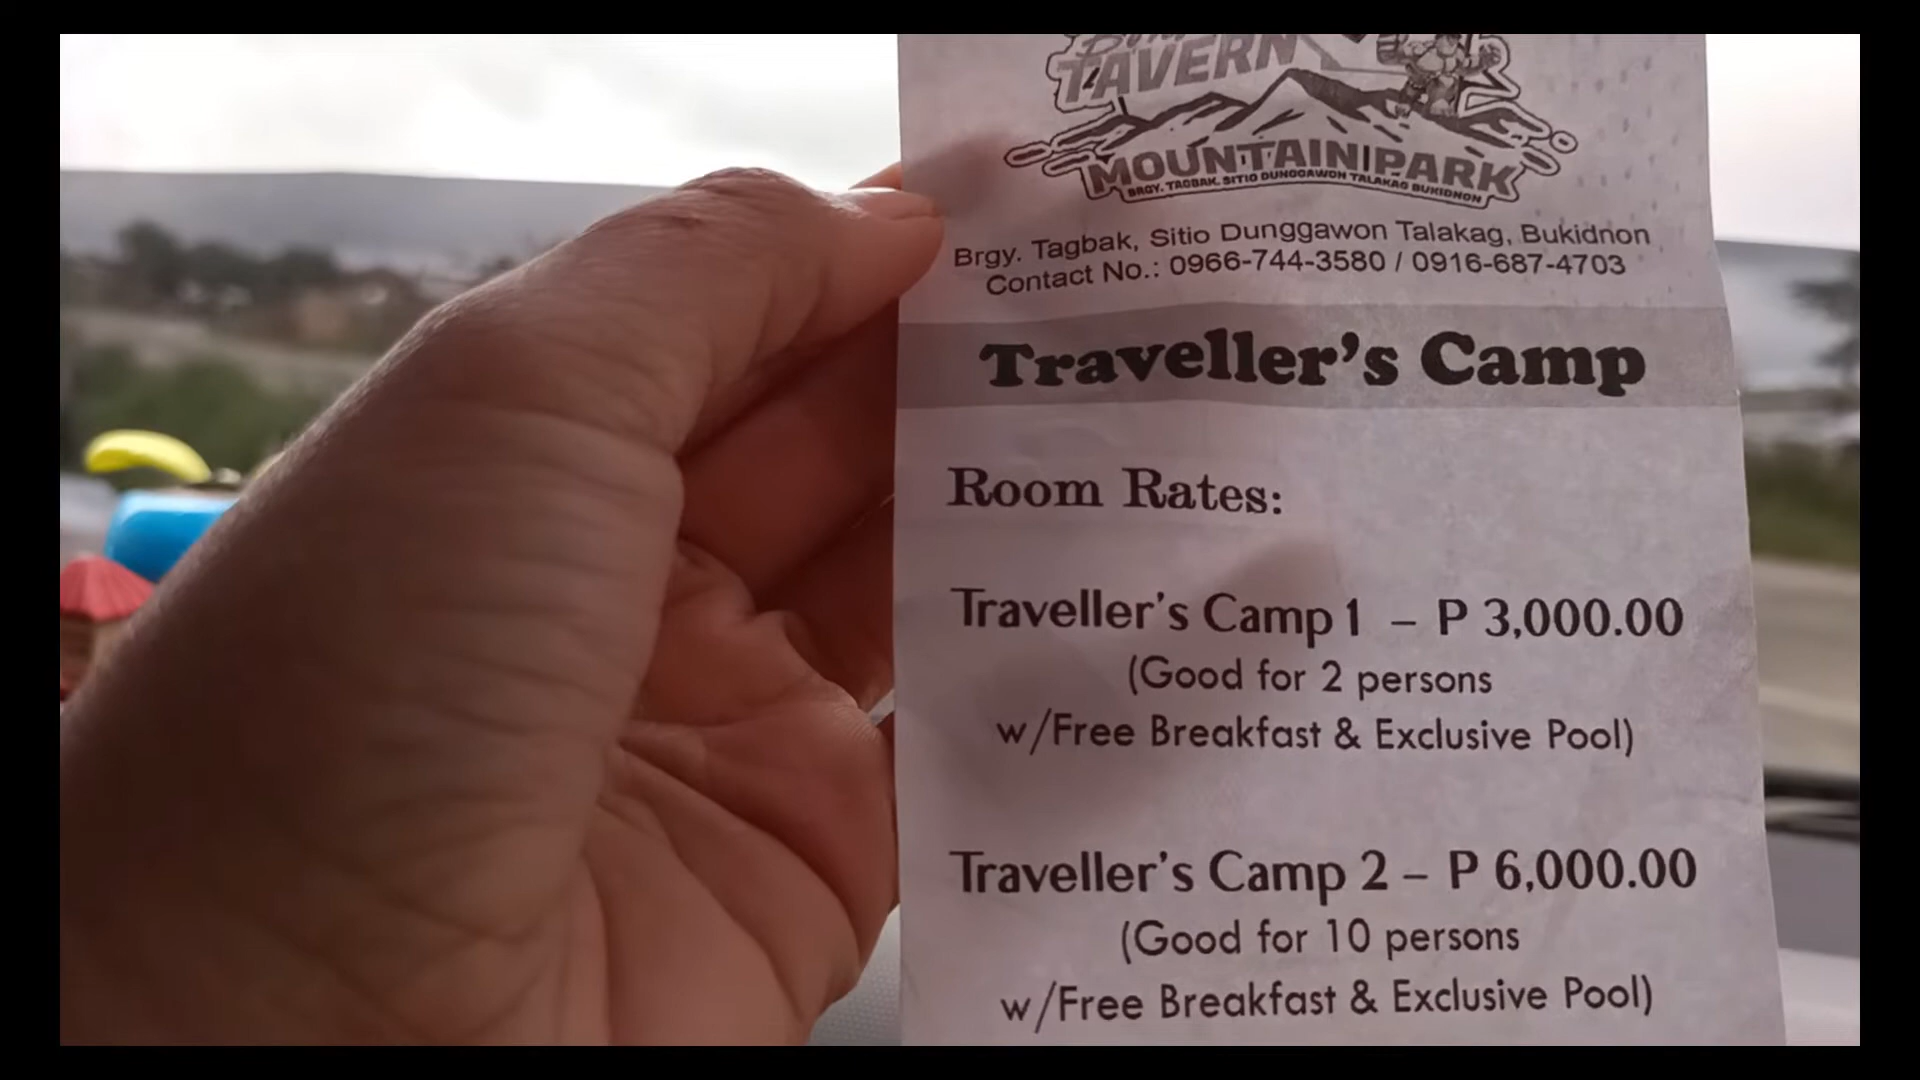 TAVERN
MOUNTAIN PARK
BRGY. TAGBAK, SITIO DUNGGAWON TALAKAG BUKIDNON
Brgy. Tagbak, Sitio Dunggawon Talakag, Bukidnon
Contact No.: 0966-744-3580 / 0916-687-4703
Traveller's Camp
Room Rates:
Traveller's Camp 1 – P 3,000.00
(Good for 2 persons
w/Free Breakfast & Exclusive Pool)
Traveller's Camp 2 – P 6,000.00
(Good for 10 persons
w/Free Breakfast & Exclusive Pool)